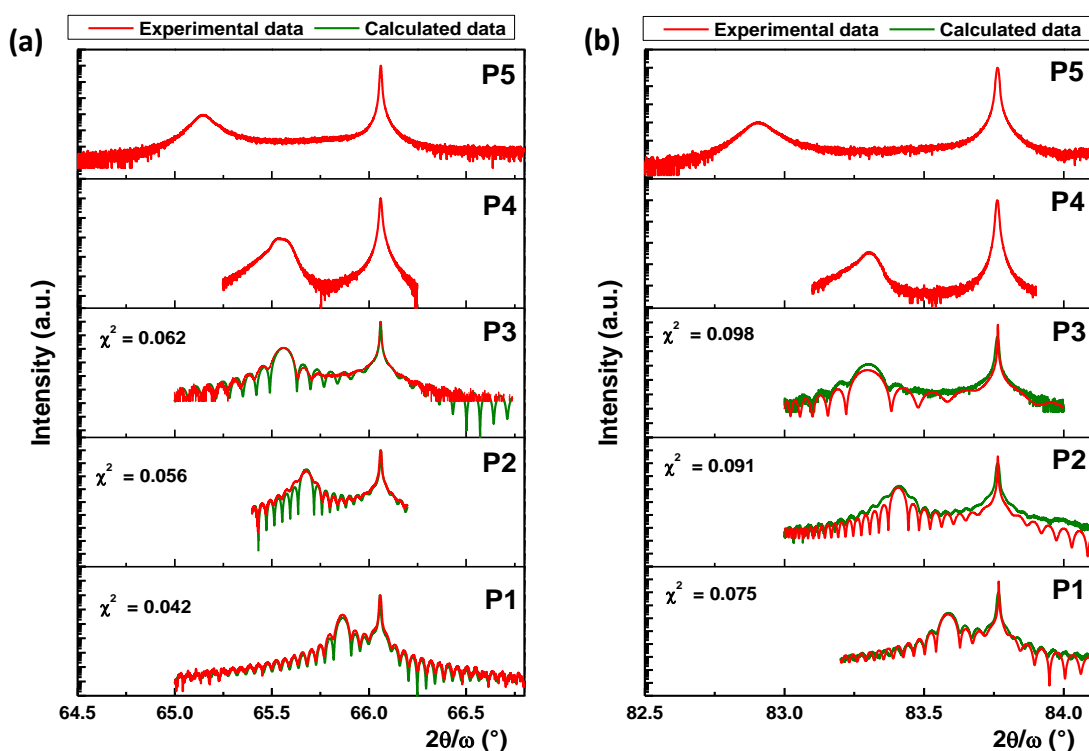 (a)
Experimental data Calculated data
P5
P4
χ² = 0.062
P3
χ² = 0.056
P2
χ² = 0.042
P1
Intensity (a.u.)
64.5 65.0 65.5 66.0 66.5
2θ/ω (°)
(b)
Experimental data Calculated data
P5
P4
χ² = 0.098
P3
χ² = 0.091
P2
χ² = 0.075
P1
Intensity (a.u.)
82.5 83.0 83.5 84.0
2θ/ω (°)